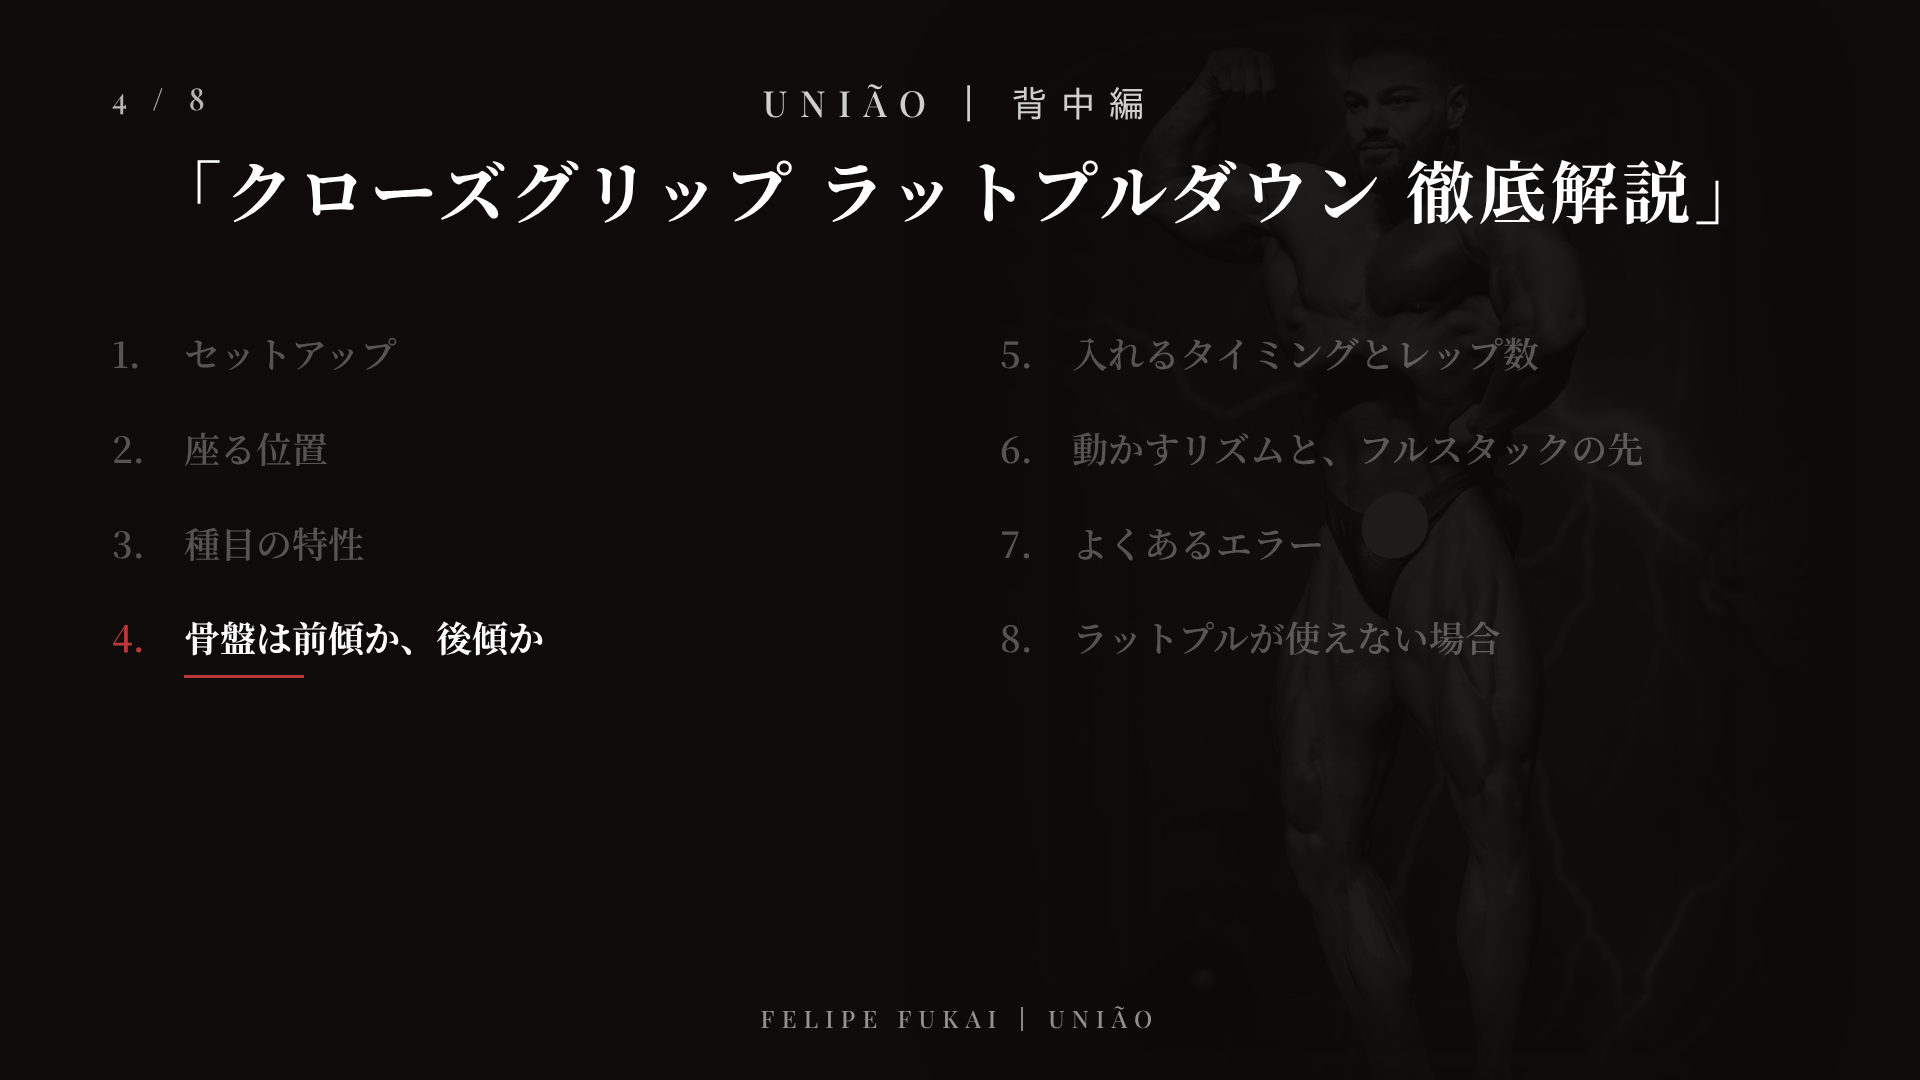 4 / 8
UNIÃO | 背中編
「クローズグリップ ラットプルダウン 徹底解説」
1. セットアップ
2. 座る位置
3. 種目の特性
4. 骨盤は前傾か、後傾か
5. 入れるタイミングとレップ数
6. 動かすリズムと、フルスタックの先
7. よくあるエラー
8. ラットプルが使えない場合
FELIPE FUKAI | UNIÃO